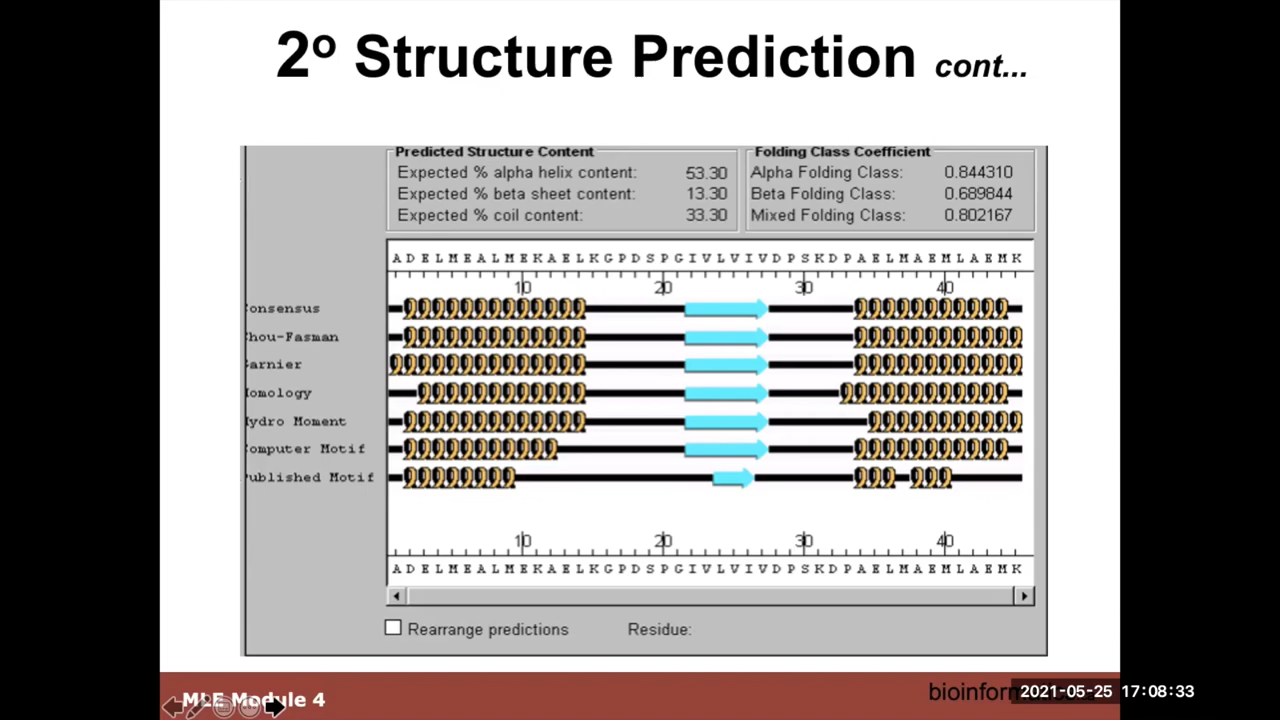 2º Structure Prediction cont...
Predicted Structure Content
Expected % alpha helix content: 53.30
Expected % beta sheet content: 13.30
Expected % coil content: 33.30
Folding Class Coefficient
Alpha Folding Class: 0.844310
Beta Folding Class: 0.689844
Mixed Folding Class: 0.802167
A D E L M E A L M E K A E L K G P D S P G I V L V I V D P S K D P A E L M A E M L A E M K
10 20 30 40
onsensus
hou-Fasman
arnier
omology
ydro Moment
omputer Motif
ublished Motif
10 20 30 40
A D E L M E A L M E K A E L K G P D S P G I V L V I V D P S K D P A E L M A E M L A E M K
Rearrange predictions Residue:
MLE Module 4
bioinform
2021-05-25 17:08:33